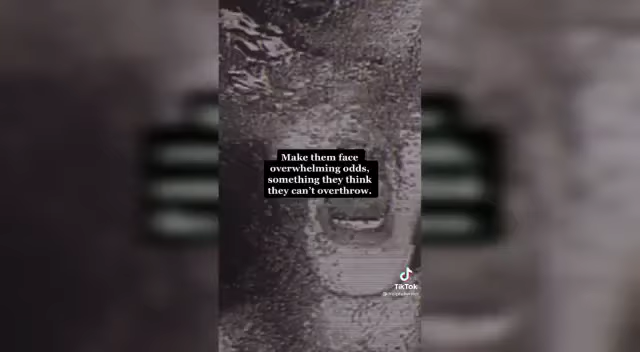 Make them face
overwhelming odds,
something they think
they can't overthrow.
TikTok